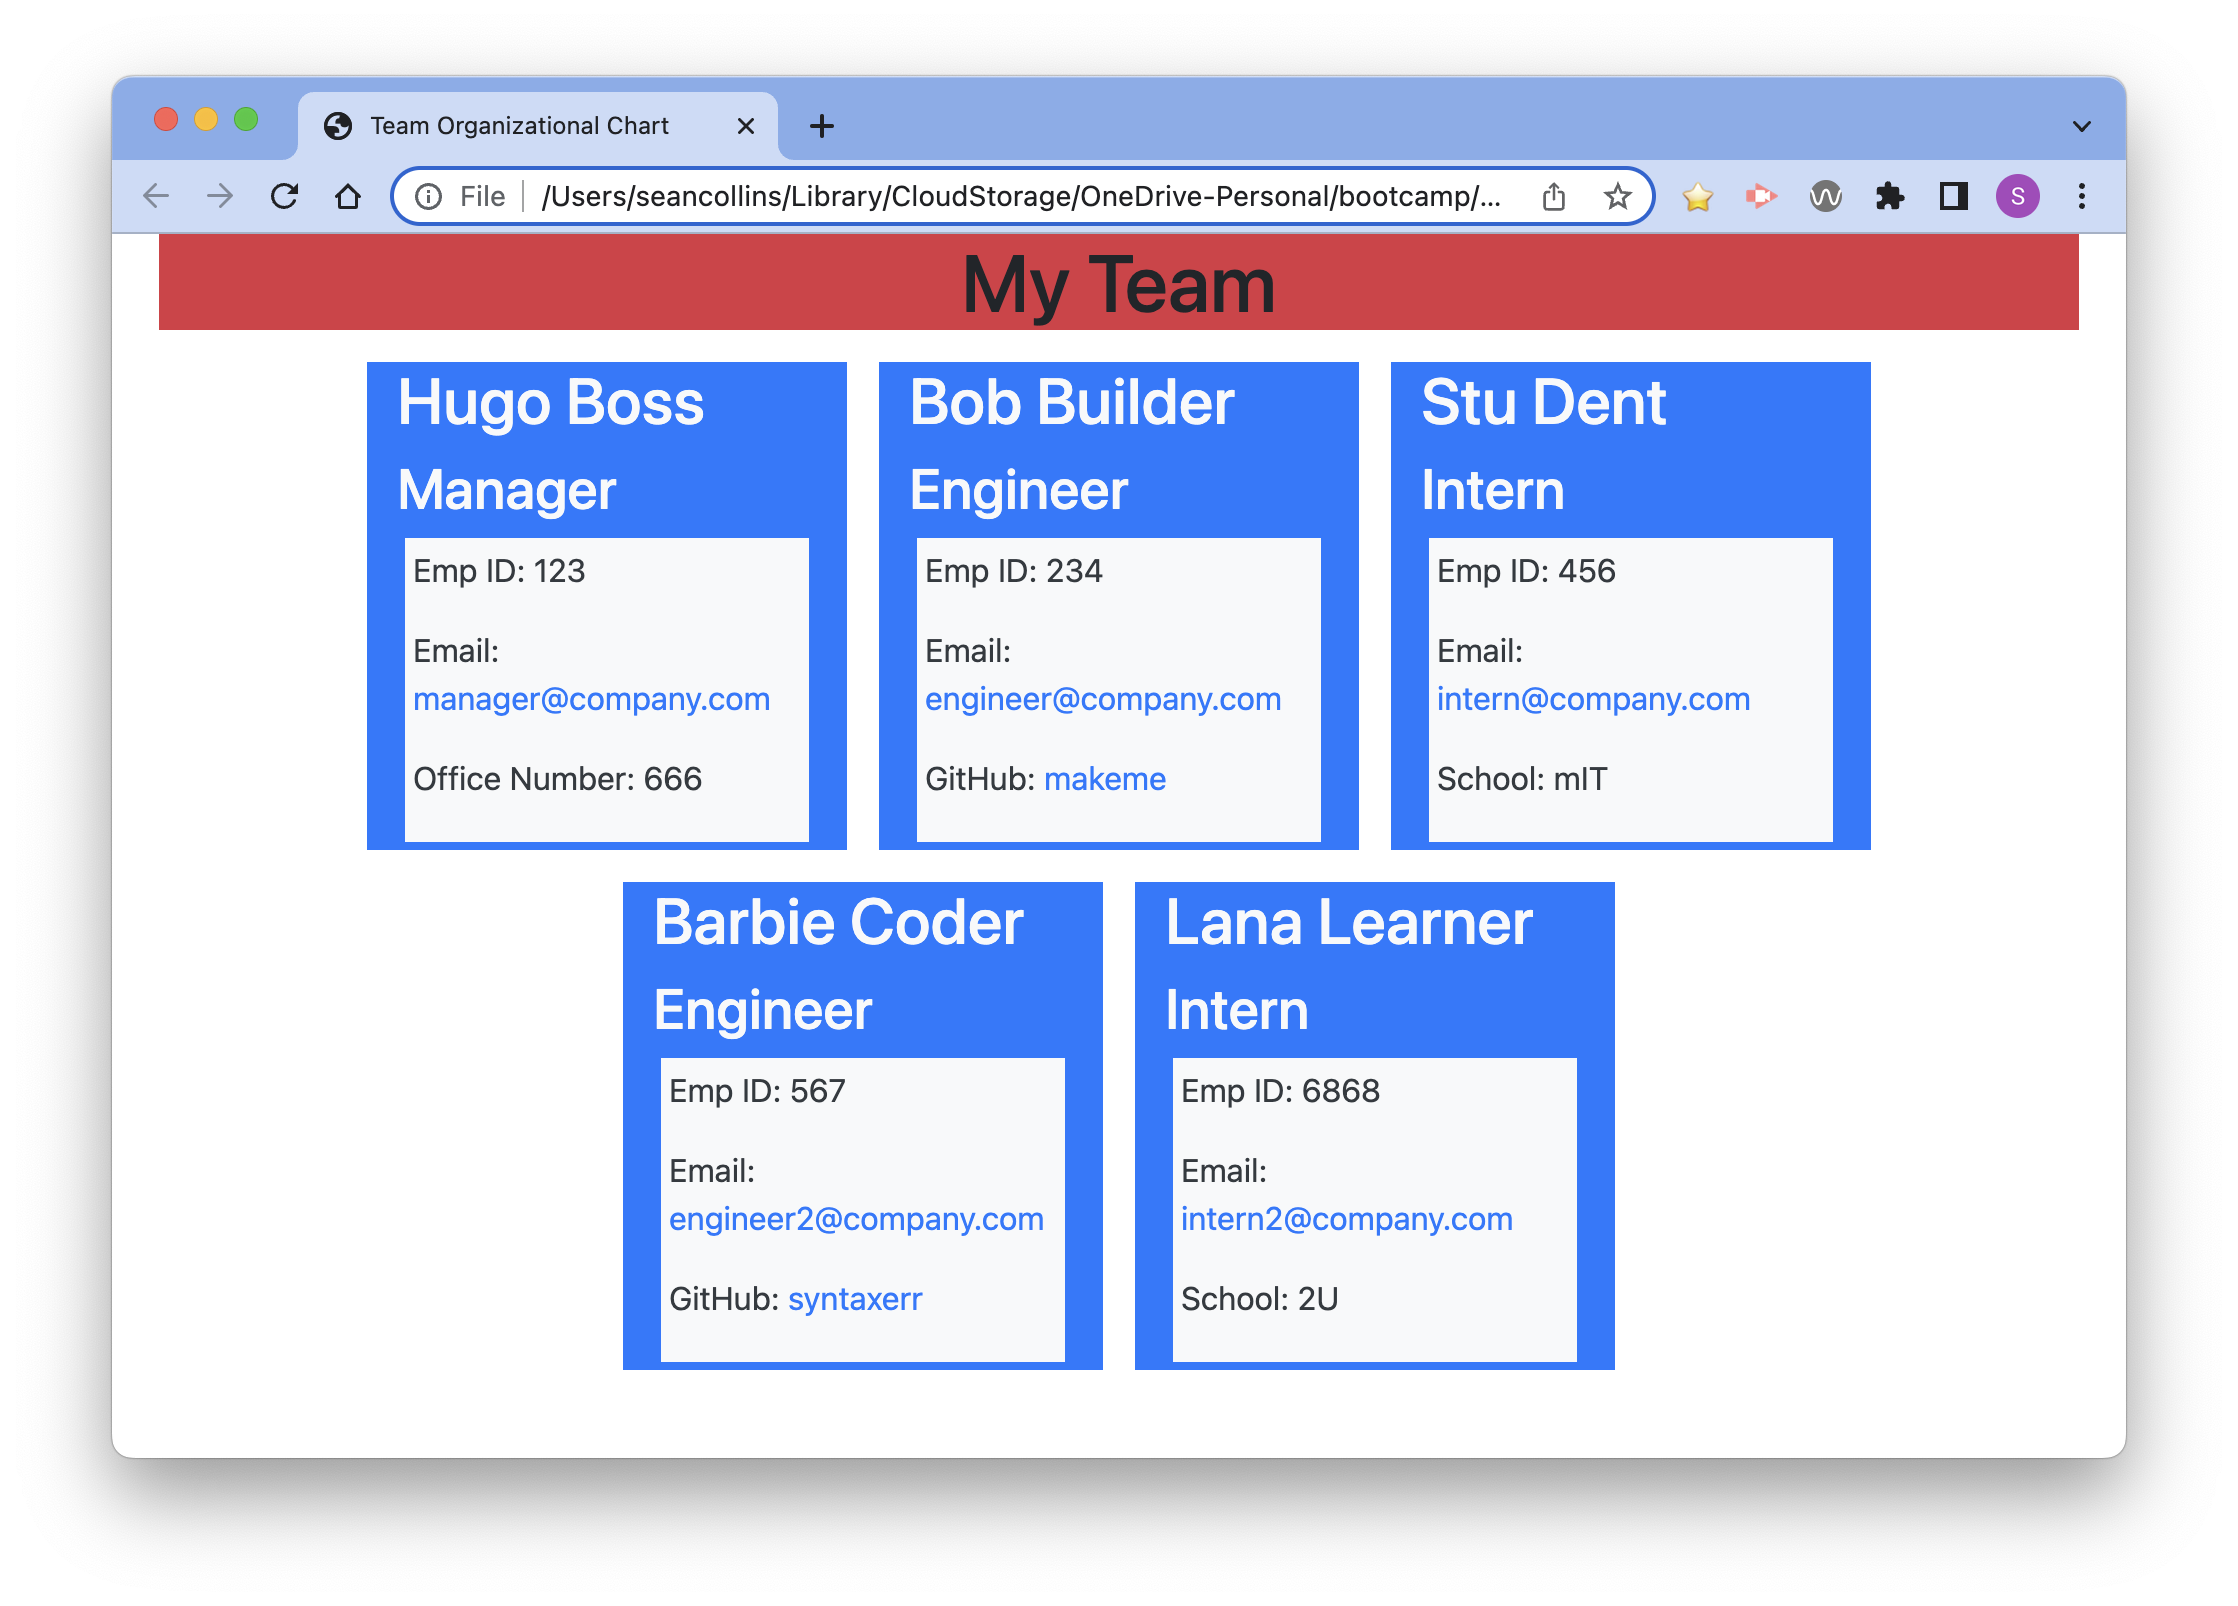 Team Organizational Chart
File /Users/seancollins/Library/CloudStorage/OneDrive-Personal/bootcamp/...
S
My Team
Hugo Boss
Manager
Emp ID: 123
Email:
manager@company.com
Office Number: 666
Bob Builder
Engineer
Emp ID: 234
Email:
engineer@company.com
GitHub: makeme
Stu Dent
Intern
Emp ID: 456
Email:
intern@company.com
School: mIT
Barbie Coder
Engineer
Emp ID: 567
Email:
engineer2@company.com
GitHub: syntaxerr
Lana Learner
Intern
Emp ID: 6868
Email:
intern2@company.com
School: 2U